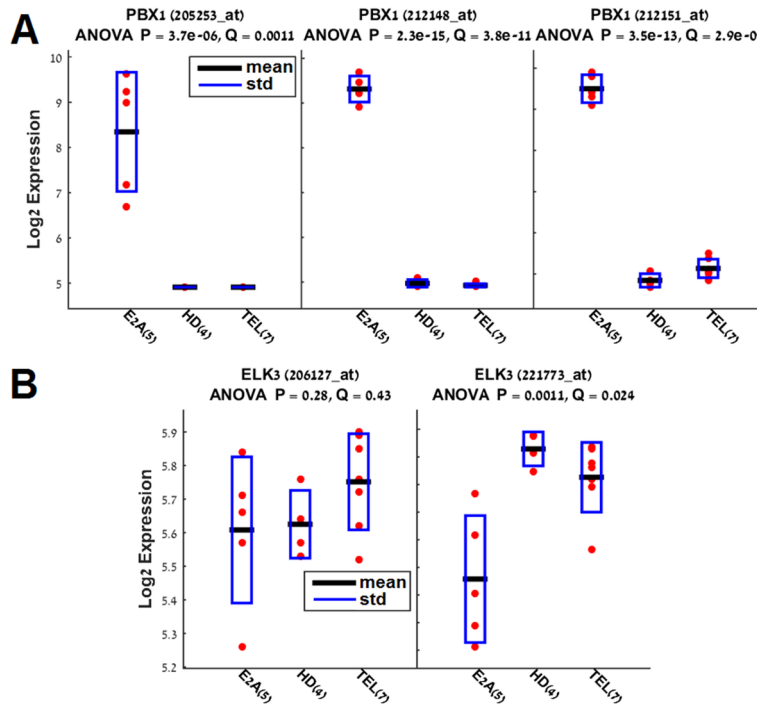 A
PBX1 (205253_at) PBX1 (212148_at) PBX1 (212151_at)
ANOVA P = 3.7e-06, Q = 0.0011 ANOVA P = 2.3e-15, Q = 3.8e-11 ANOVA P = 3.5e-13, Q = 2.9e-0
mean
std
Log2 Expression
10
9
8
7
6
5
E2A(5) HD(4) TEL(7) E2A(5) HD(4) TEL(7) E2A(5) HD(4) TEL(7)
B
ELK3 (206127_at) ELK3 (221773_at)
ANOVA P = 0.28, Q = 0.43 ANOVA P = 0.0011, Q = 0.024
Log2 Expression
5.9
5.8
5.7
5.6
5.5
5.4
5.3
5.2
mean
std
E2A(5) HD(4) TEL(7) E2A(5) HD(4) TEL(7)